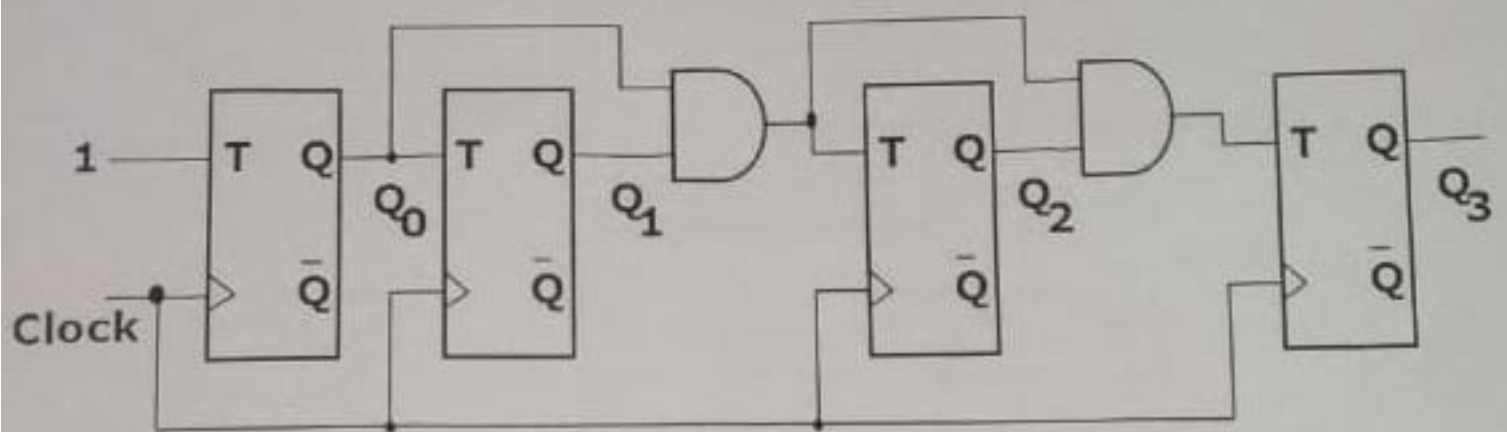 1 T Q T Q T Q T Q
Q0 Q1 Q2 Q3
Q̅ Q̅ Q̅ Q̅
Clock